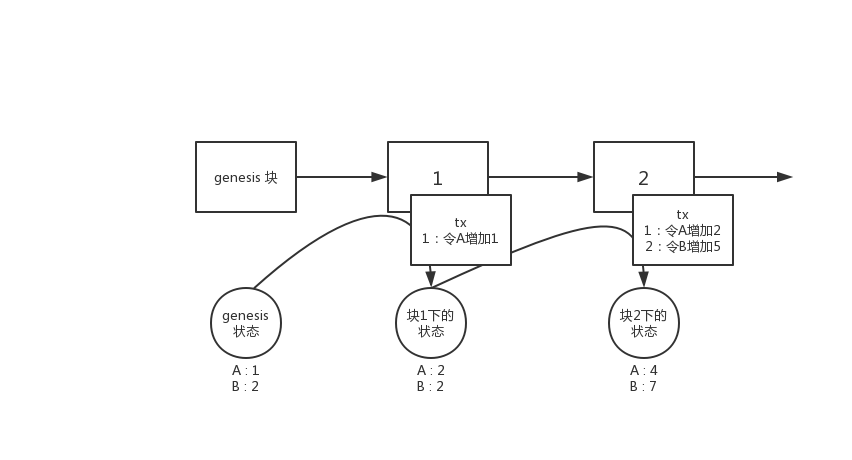 genesis 块
1
2
tx
1：令A增加1
tx
1：令A增加2
2：令B增加5
genesis
状态
块1下的
状态
块2下的
状态
A : 1
B : 2
A : 2
B : 2
A : 4
B : 7